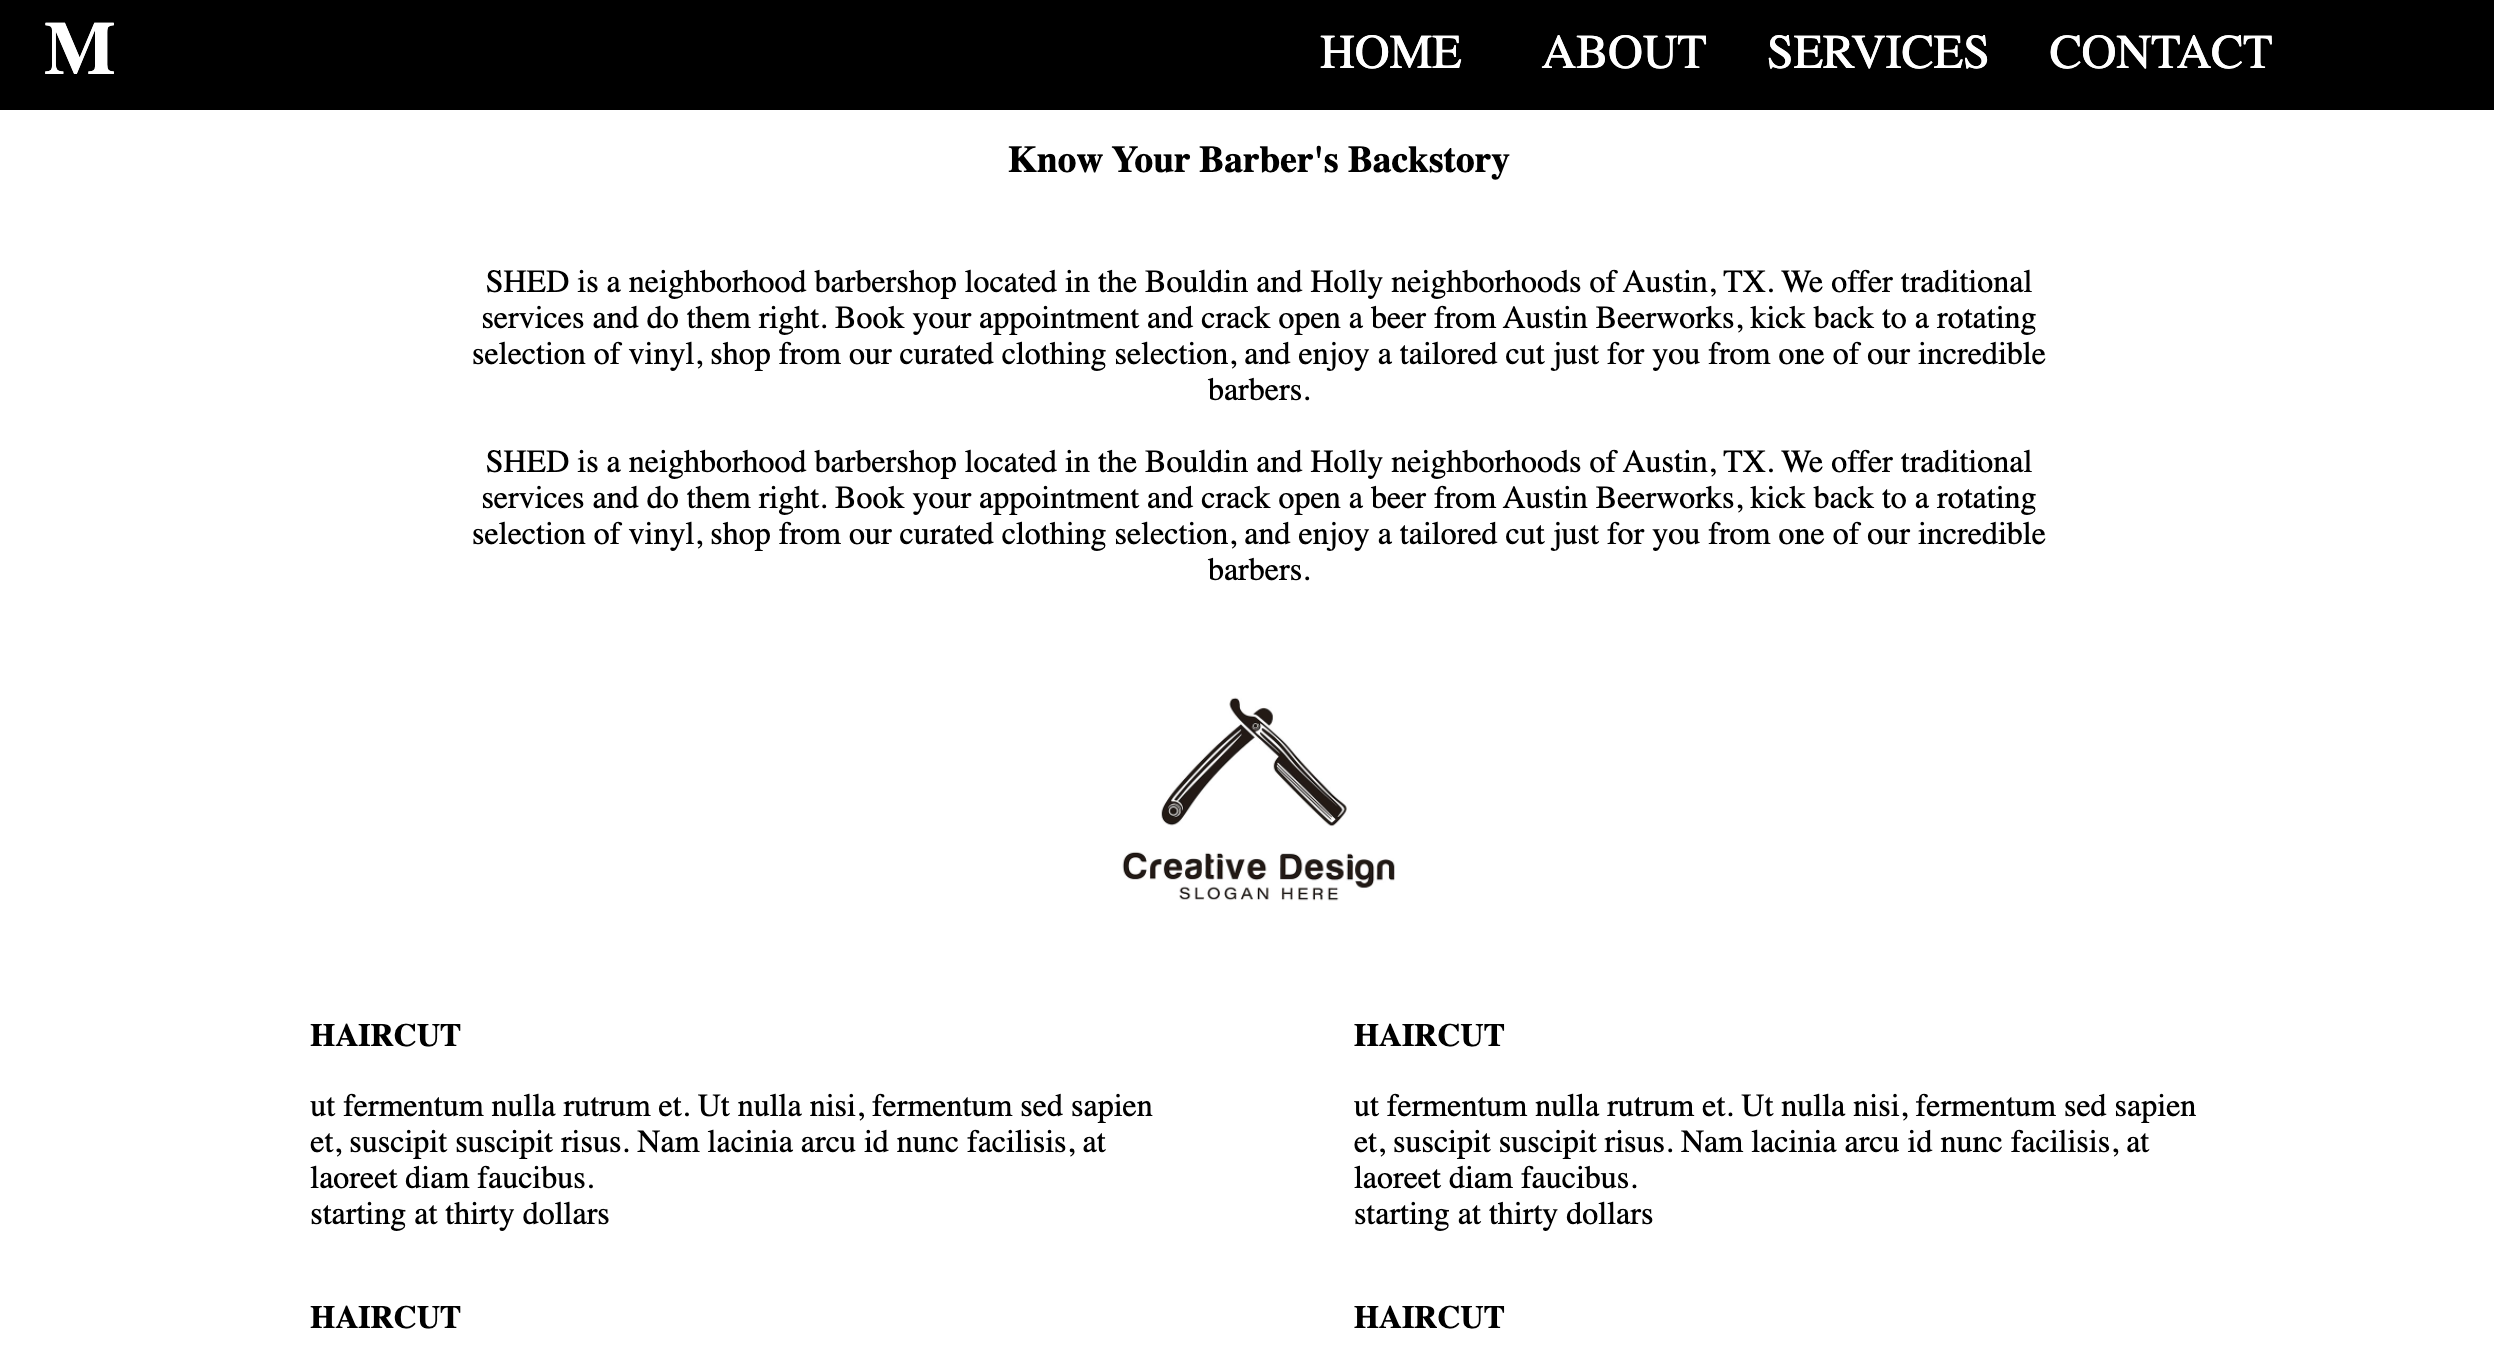 M
HOME ABOUT SERVICES CONTACT
Know Your Barber's Backstory
SHED is a neighborhood barbershop located in the Bouldin and Holly neighborhoods of Austin, TX. We offer traditional
services and do them right. Book your appointment and crack open a beer from Austin Beerworks, kick back to a rotating
selection of vinyl, shop from our curated clothing selection, and enjoy a tailored cut just for you from one of our incredible
barbers.
SHED is a neighborhood barbershop located in the Bouldin and Holly neighborhoods of Austin, TX. We offer traditional
services and do them right. Book your appointment and crack open a beer from Austin Beerworks, kick back to a rotating
selection of vinyl, shop from our curated clothing selection, and enjoy a tailored cut just for you from one of our incredible
barbers.
Creative Design
SLOGAN HERE
HAIRCUT
ut fermentum nulla rutrum et. Ut nulla nisi, fermentum sed sapien
et, suscipit suscipit risus. Nam lacinia arcu id nunc facilisis, at
laoreet diam faucibus.
starting at thirty dollars
HAIRCUT
ut fermentum nulla rutrum et. Ut nulla nisi, fermentum sed sapien
et, suscipit suscipit risus. Nam lacinia arcu id nunc facilisis, at
laoreet diam faucibus.
starting at thirty dollars
HAIRCUT
HAIRCUT